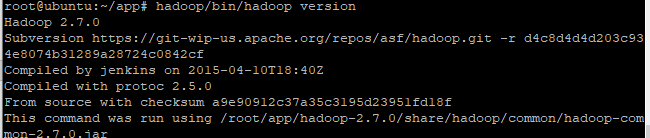 root@ubuntu:~/app# hadoop/bin/hadoop version
Hadoop 2.7.0
Subversion https://git-wip-us.apache.org/repos/asf/hadoop.git -r d4c8d4d4d203c93
4e8074b31289a28724c0842cf
Compiled by jenkins on 2015-04-10T18:40Z
Compiled with protoc 2.5.0
From source with checksum a9e90912c37a35c3195d23951fd18f
This command was run using /root/app/hadoop-2.7.0/share/hadoop/common/hadoop-com
mon-2.7.0.jar